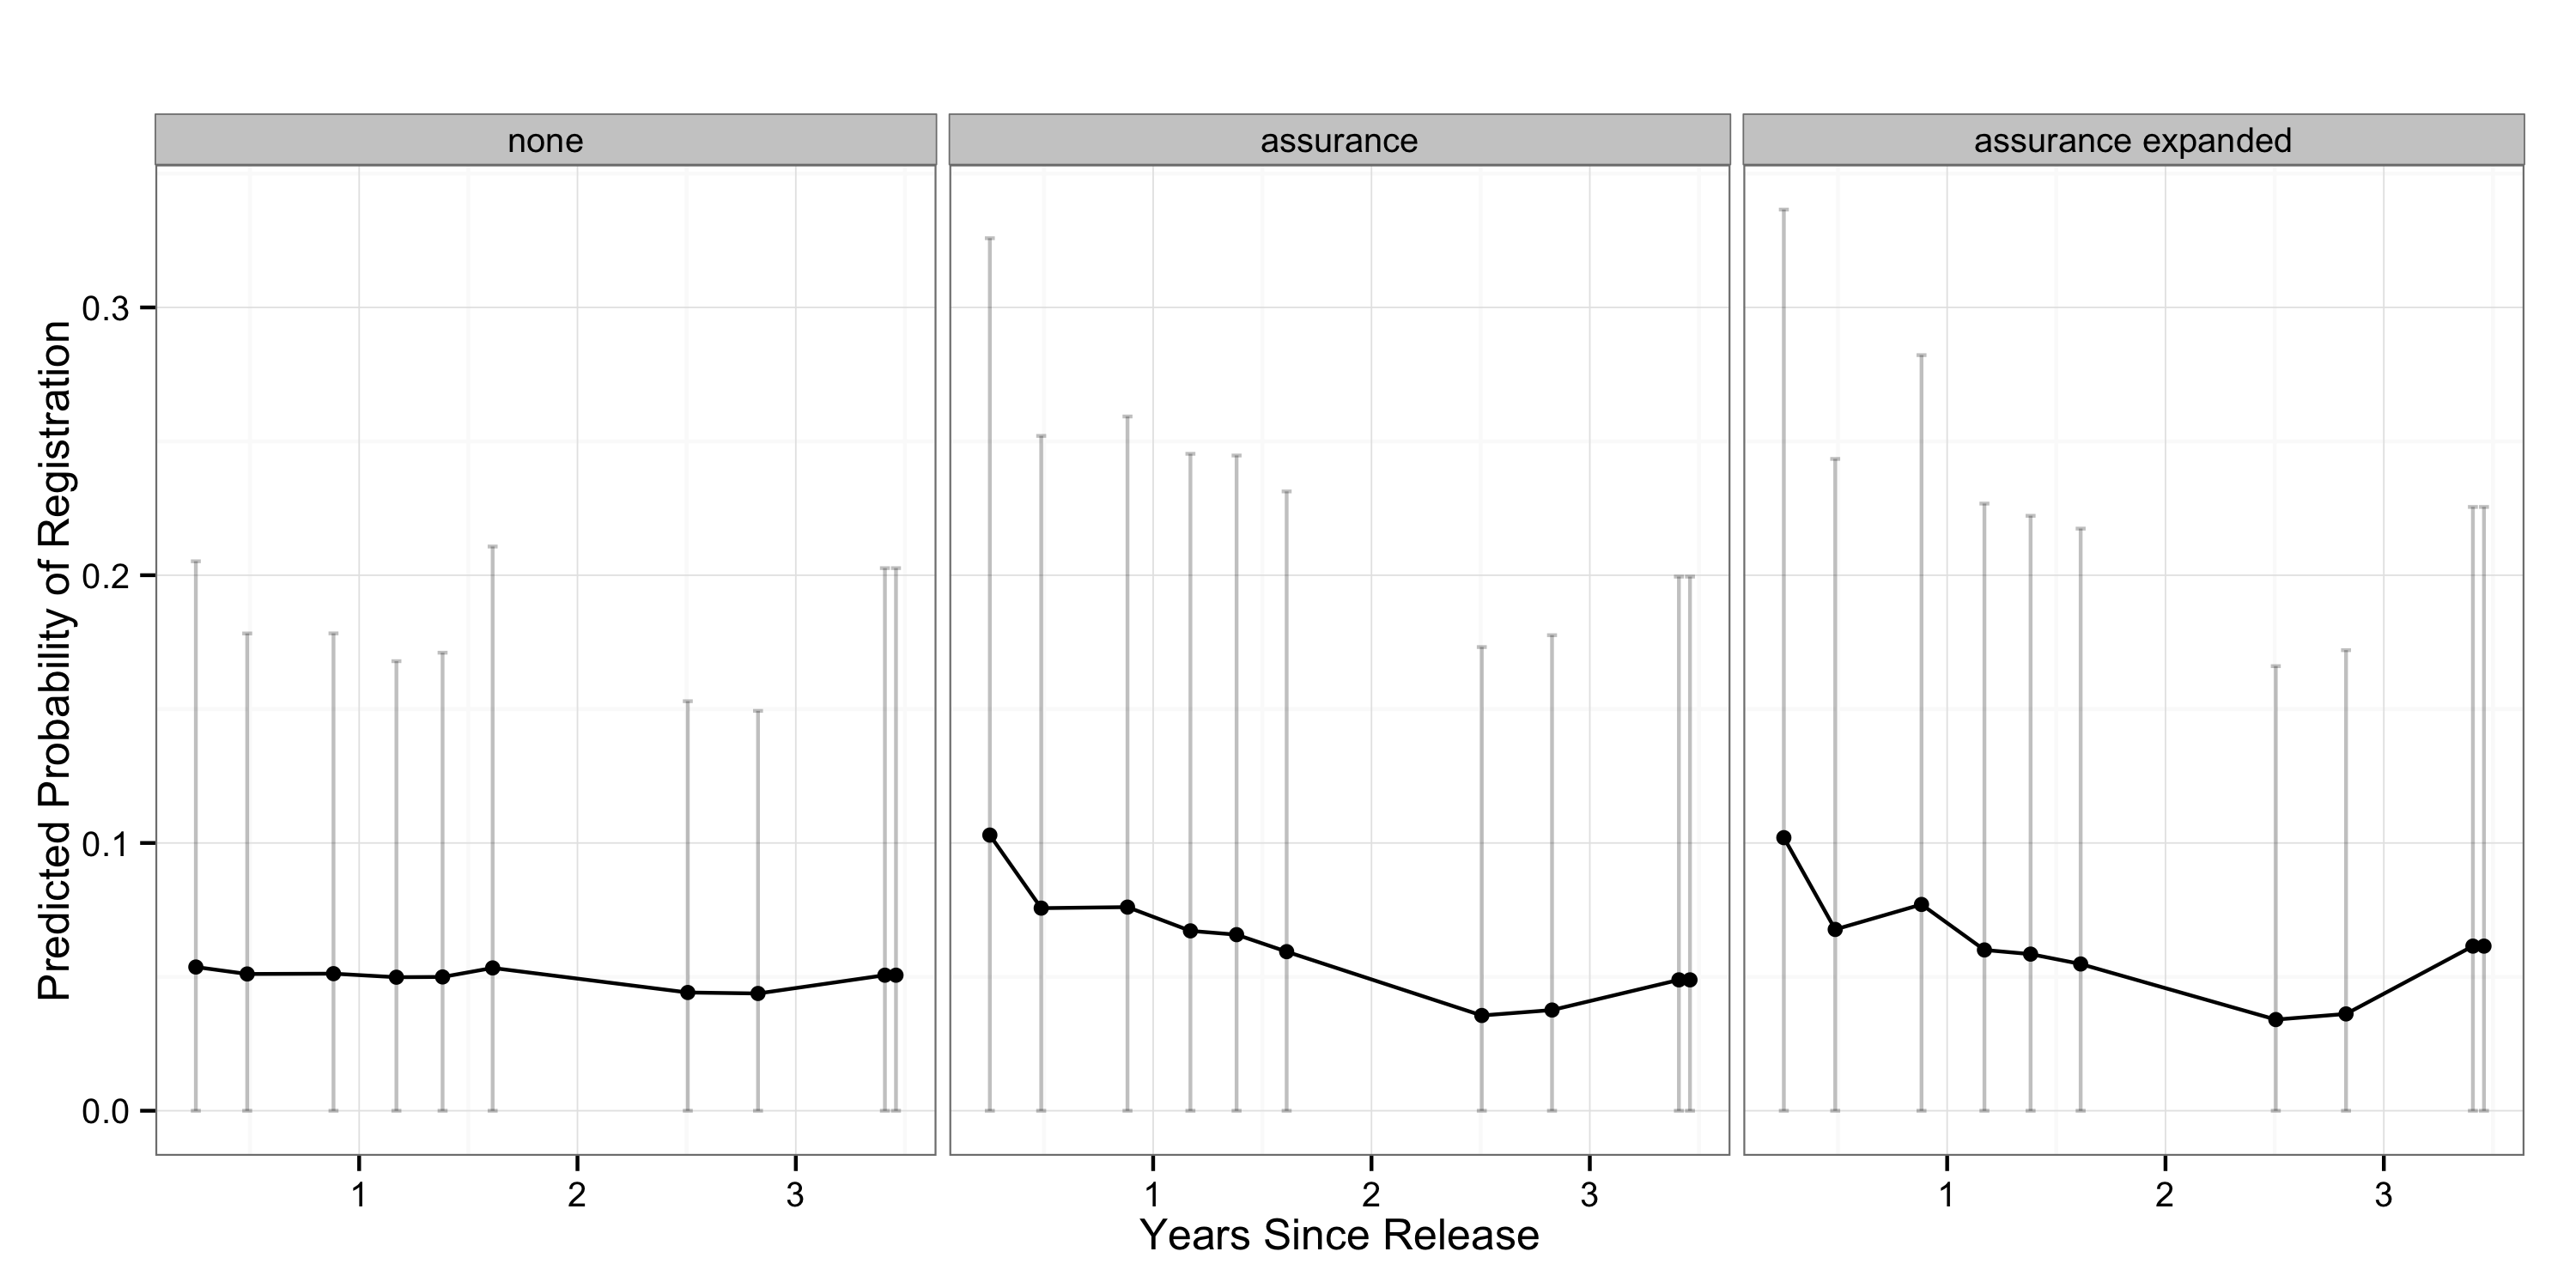 none
assurance
assurance expanded
Predicted Probability of Registration
0.3
0.2
0.1
0.0
1 2 3 1 2 3 1 2 3
Years Since Release